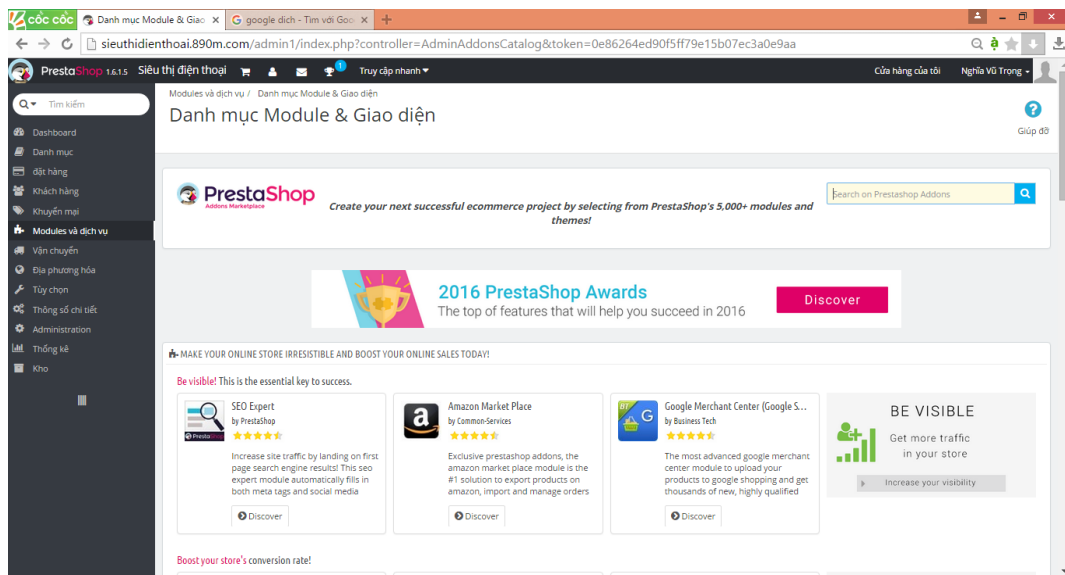 cốc cốc
Danh mục Module & Giao
google dich - Tìm với Goo
sieuthidienthoai.890m.com/admin1/index.php?controller=AdminAddonsCatalog&token=0e86264ed90f5ff79e15b07ec3a0e9aa
PrestaShop 1.6.1.5 Siêu thị điện thoại 1 Truy cập nhanh Cửa hàng của tôi Nghĩa Vũ Trọng
Tìm kiếm
Dashboard
Danh mục
đặt hàng
Khách hàng
Khuyến mại
Modules và dịch vụ
Vận chuyển
Địa phương hóa
Tùy chọn
Thông số chi tiết
Administration
Thống kê
Kho
Modules và dịch vụ / Danh mục Module & Giao diện
Danh mục Module & Giao diện
Giúp đỡ
PrestaShop
Addons Marketplace
Create your next successful ecommerce project by selecting from PrestaShop's 5,000+ modules and
themes!
Search on Prestashop Addons
2016 PrestaShop Awards
The top of features that will help you succeed in 2016
Discover
MAKE YOUR ONLINE STORE IRRESISTIBLE AND BOOST YOUR ONLINE SALES TODAY!
Be visible! This is the essential key to success.
SEO Expert
by PrestaShop
Increase site traffic by landing on first
page search engine results! This seo
expert module automatically fills in
both meta tags and social media
Discover
a
Amazon Market Place
by Common-Services
Exclusive prestashop addons, the
amazon market place module is the
#1 solution to export products on
amazon, import and manage orders
Discover
BT
G
Google Merchant Center (Google S...
by Business Tech
The most advanced google merchant
center module to upload your
products to google shopping and get
thousands of new, highly qualified
Discover
BE VISIBLE
Get more traffic
in your store
Increase your visibility
Boost your store's conversion rate!